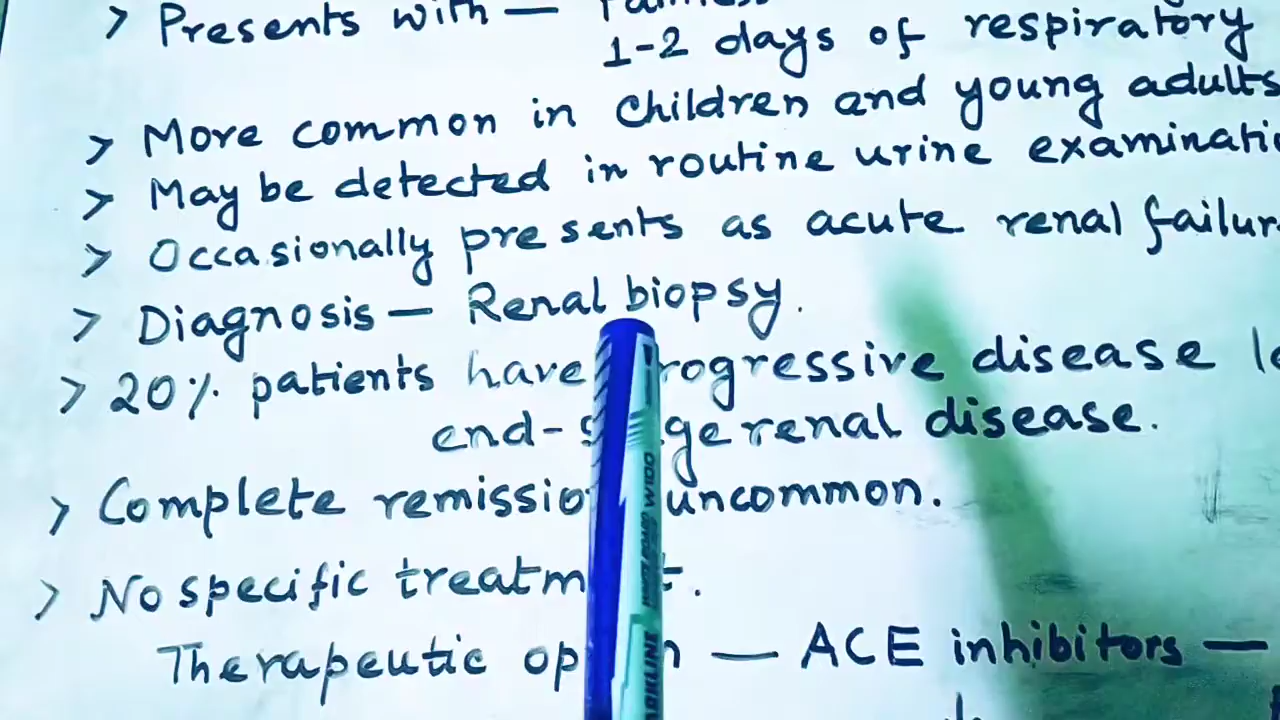 > Presents with —
1-2 days of respiratory
> More common in children and young adults
> May be detected in routine urine examinatio
> Occasionally presents as acute renal failur
> Diagnosis — Renal biopsy.
> 20% patients have rogressive disease
end-s ge renal disease.
> Complete remissio uncommon.
> No specific treatm t.
Therapeutic op n — ACE inhibitors —
W100